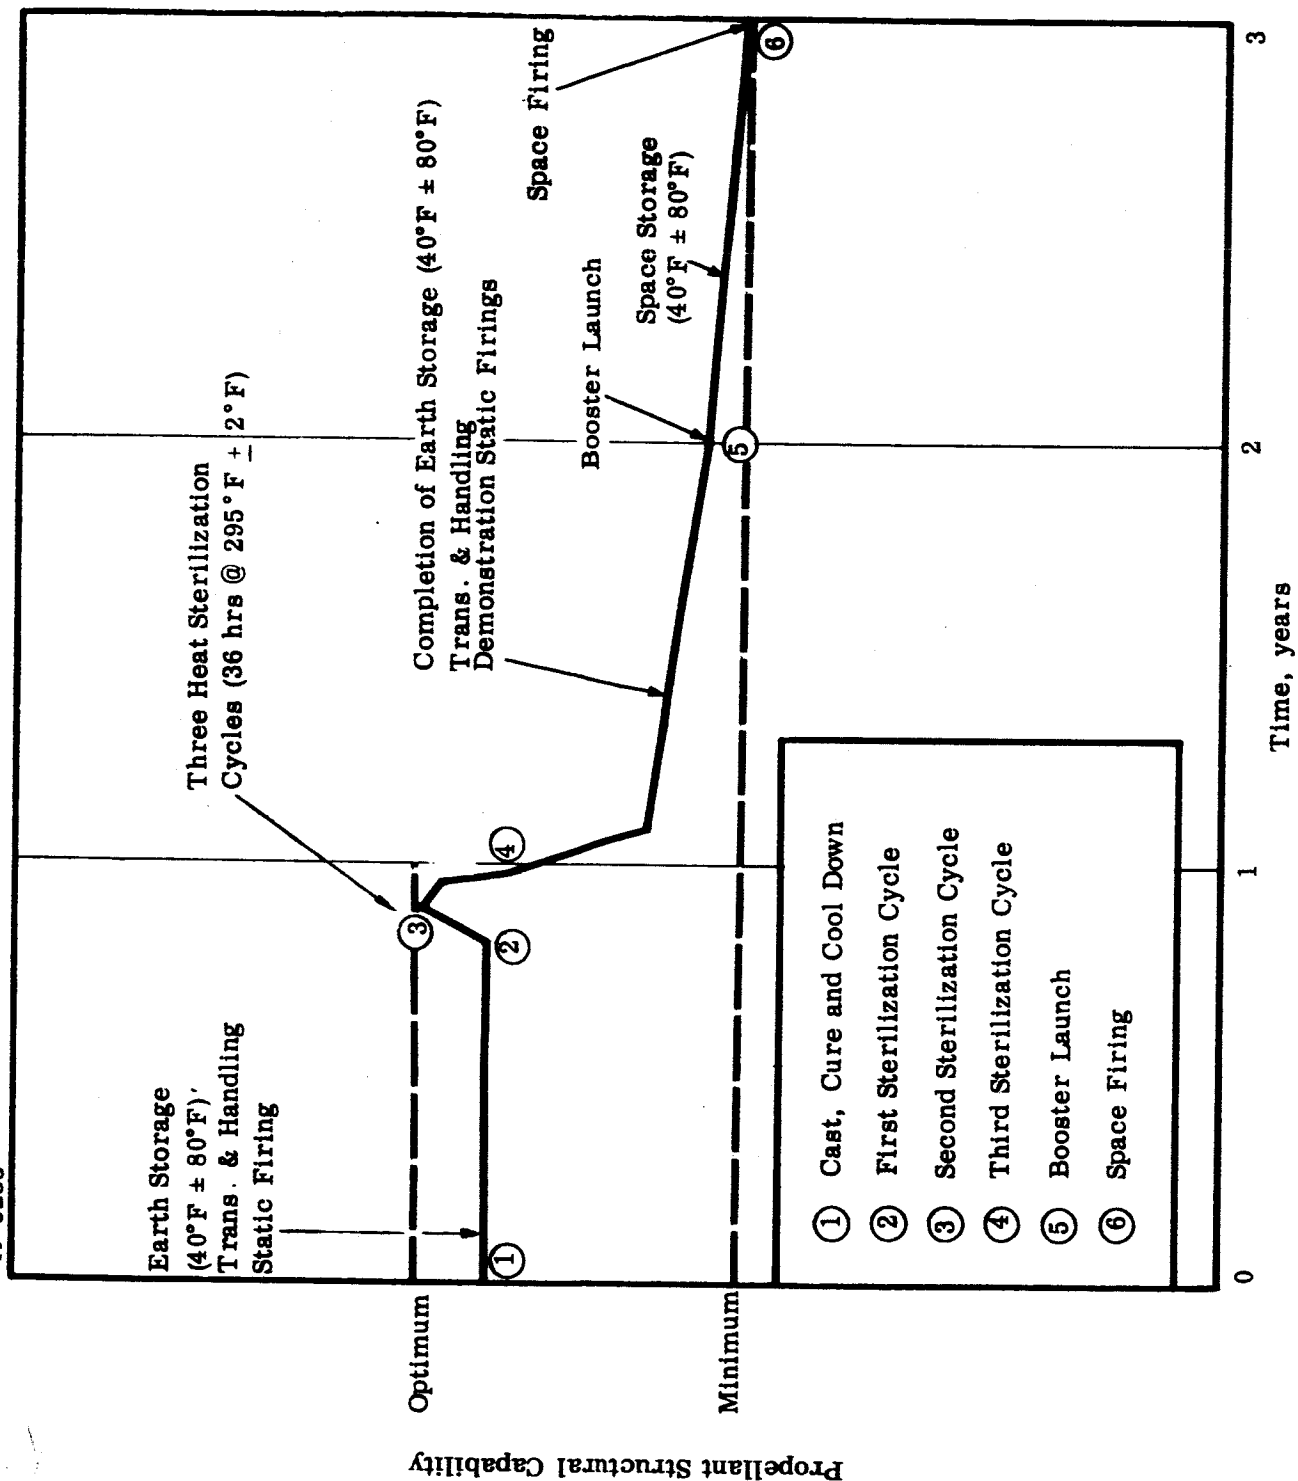 Three Heat Sterilization
Cycles (36 hrs @ 295°F ± 2°F)
Earth Storage
(40°F ± 80°F)
Trans. & Handling
Static Firing
Completion of Earth Storage (40°F ± 80°F)
Trans. & Handling
Demonstration Static Firings
Booster Launch
Space Firing
Space Storage
(40°F ± 80°F)
Optimum
Minimum
Propellant Structural Capability
1
2
3
4
5
6
1 Cast, Cure and Cool Down
2 First Sterilization Cycle
3 Second Sterilization Cycle
4 Third Sterilization Cycle
5 Booster Launch
6 Space Firing
0
1
2
3
Time, years